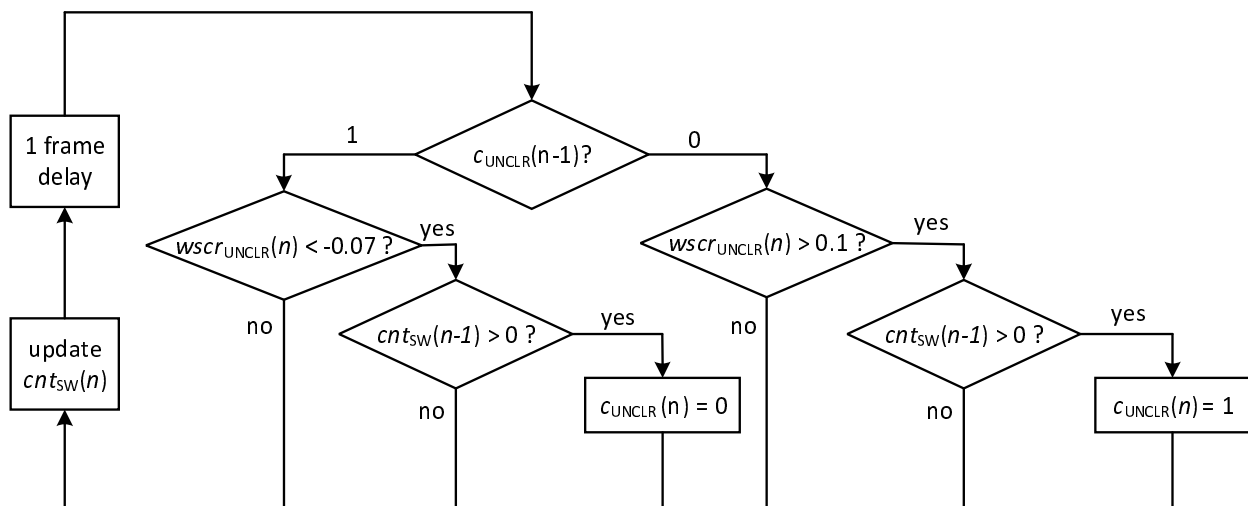 1 frame
delay
update
cntSW(n)
cUNCLR(n-1)?
1
0
wscrUNCLR(n) < -0.07 ?
yes
no
cntSW(n-1) > 0 ?
yes
no
cUNCLR(n) = 0
wscrUNCLR(n) > 0.1 ?
yes
no
cntSW(n-1) > 0 ?
yes
no
cUNCLR(n) = 1